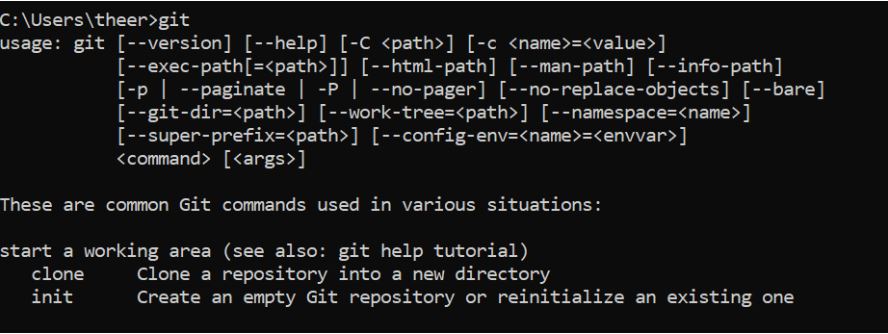 C:\Users\theer>git
usage: git [--version] [--help] [-C <path>] [-c <name>=<value>]
           [--exec-path[=<path>]] [--html-path] [--man-path] [--info-path]
           [-p | --paginate | -P | --no-pager] [--no-replace-objects] [--bare]
           [--git-dir=<path>] [--work-tree=<path>] [--namespace=<name>]
           [--super-prefix=<path>] [--config-env=<name>=<envvar>]
           <command> [<args>]

These are common Git commands used in various situations:

start a working area (see also: git help tutorial)
   clone     Clone a repository into a new directory
   init      Create an empty Git repository or reinitialize an existing one